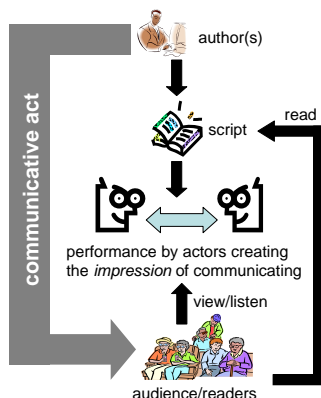 author(s)
communicative act
script
read
performance by actors creating
the impression of communicating
view/listen
audience/readers